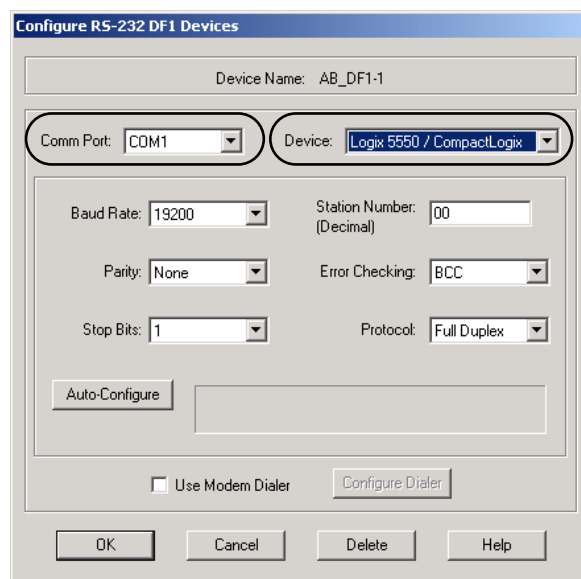 Configure RS-232 DF1 Devices
Device Name: AB_DF1-1
Comm Port: COM1 Device: Logix 5550 / CompactLogix
Baud Rate: 19200 Station Number: (Decimal) 00
Parity: None Error Checking: BCC
Stop Bits: 1 Protocol: Full Duplex
Auto-Configure
Use Modem Dialer Configure Dialer
OK Cancel Delete Help